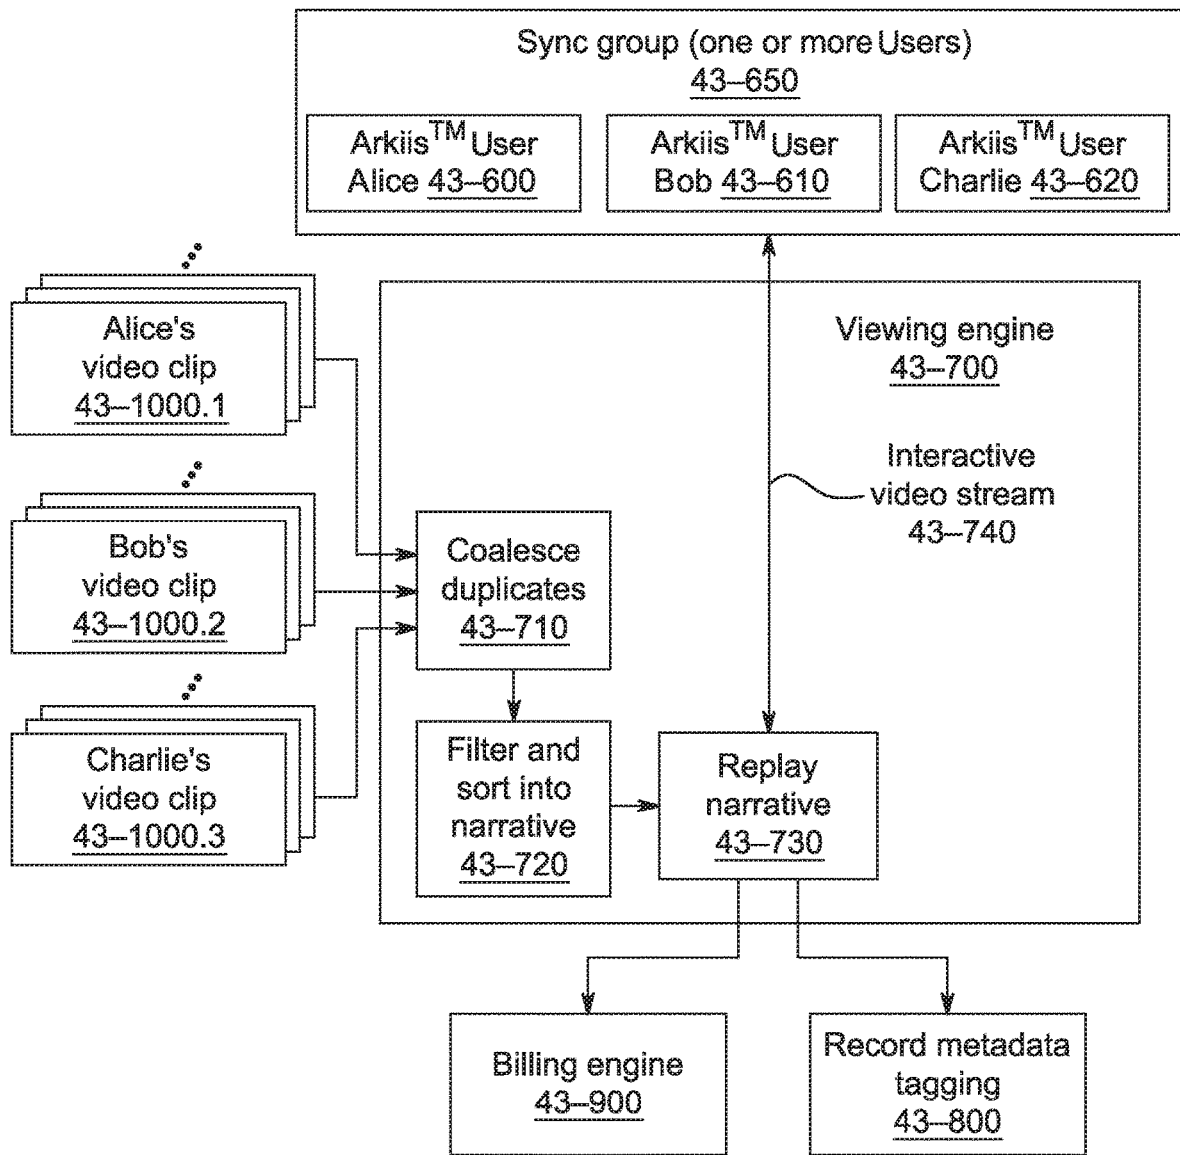 Sync group (one or more Users)
43–650
Arkiis™ User
Alice 43–600
Arkiis™ User
Bob 43–610
Arkiis™ User
Charlie 43–620
Alice's
video clip
43–1000.1
Bob's
video clip
43–1000.2
Charlie's
video clip
43–1000.3
Viewing engine
43–700
Interactive
video stream
43–740
Coalesce
duplicates
43–710
Filter and
sort into
narrative
43–720
Replay
narrative
43–730
Billing engine
43–900
Record metadata
tagging
43–800